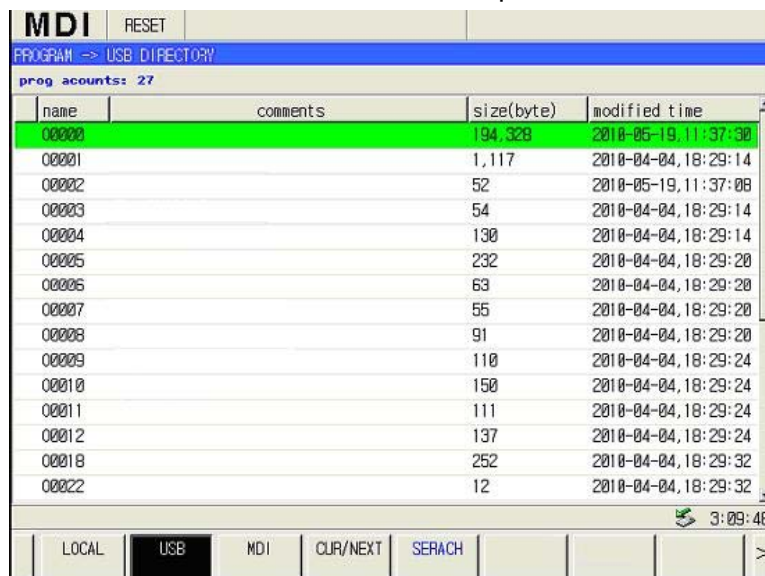 MDI RESET
PROGRAM -> USB DIRECTORY
prog acounts: 27
name comments size(byte) modified time
O0000 194,328 2010-05-19,11:37:30
O0001 1,117 2010-04-04,18:29:14
O0002 52 2010-05-19,11:37:08
O0003 54 2010-04-04,18:29:14
O0004 130 2010-04-04,18:29:14
O0005 232 2010-04-04,18:29:20
O0006 63 2010-04-04,18:29:20
O0007 55 2010-04-04,18:29:20
O0008 91 2010-04-04,18:29:20
O0009 110 2010-04-04,18:29:24
O0010 150 2010-04-04,18:29:24
O0011 111 2010-04-04,18:29:24
O0012 137 2010-04-04,18:29:24
O0018 252 2010-04-04,18:29:32
O0022 12 2010-04-04,18:29:32
3:09:48
LOCAL USB MDI CUR/NEXT SERACH >